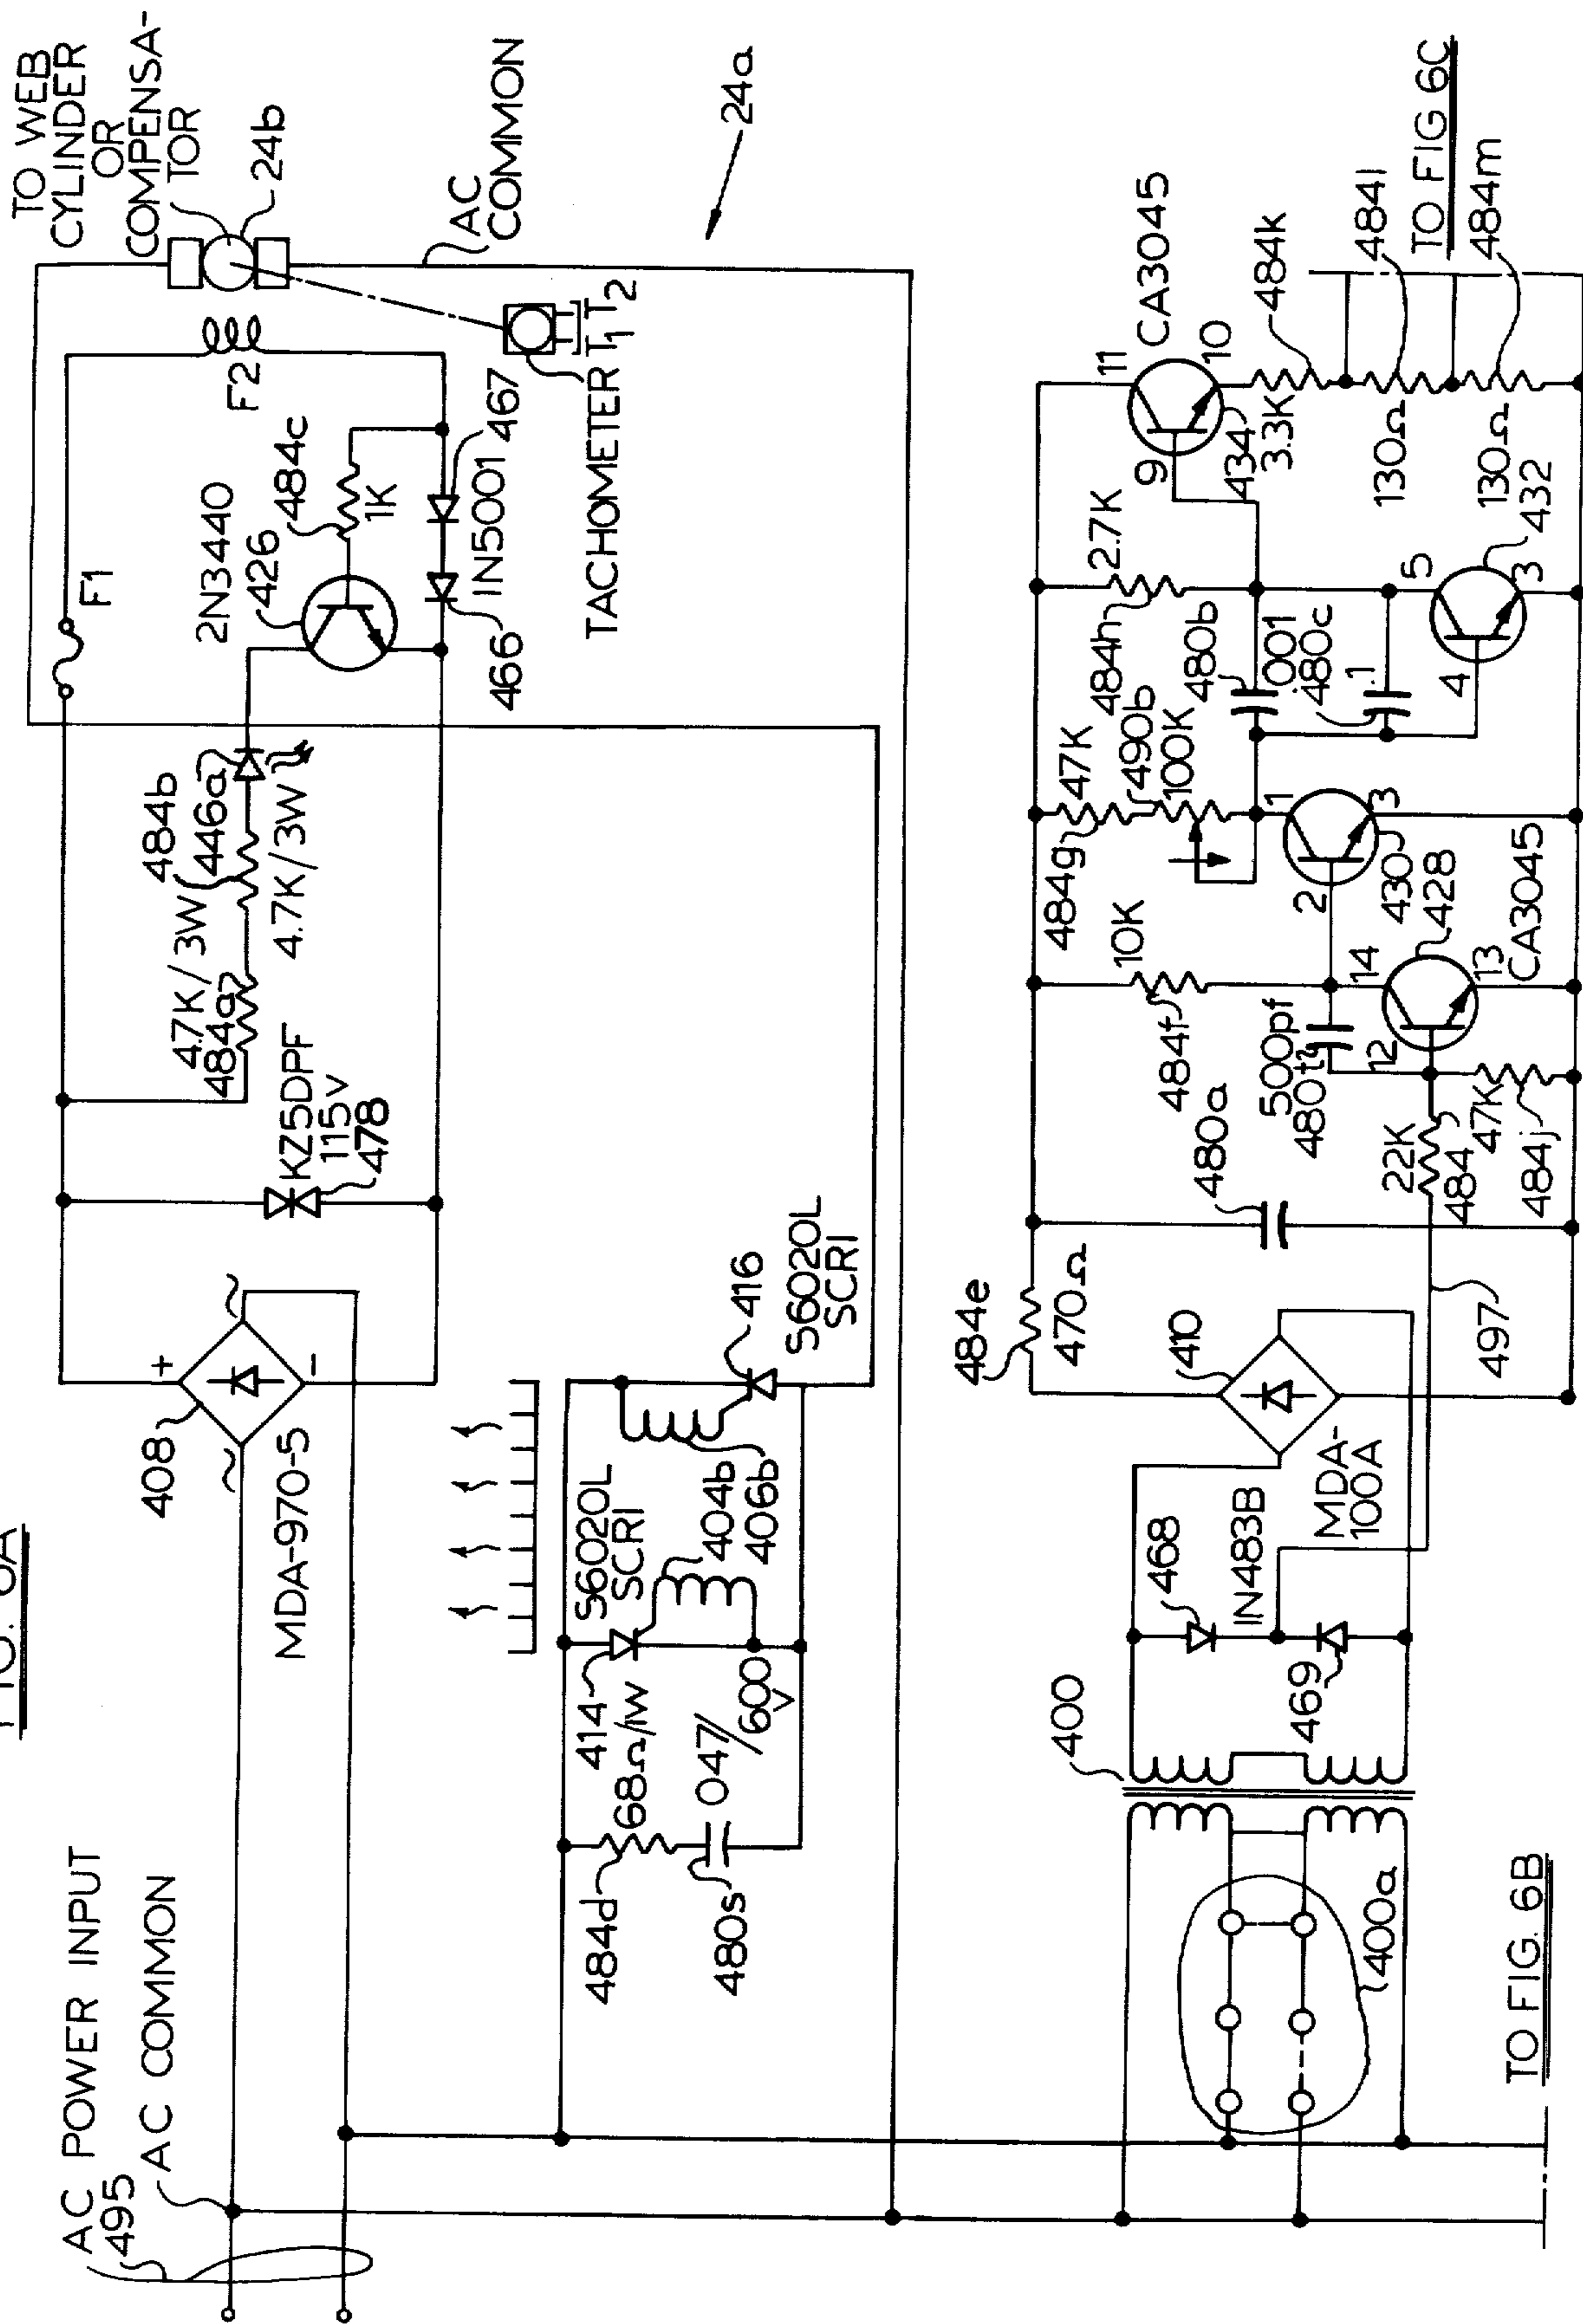 FIG. 6A
AC POWER INPUT
495
AC COMMON
408
+
−
~
~
MDA-970-5
KZ5DPF
115v
478
4.7K/3W
484a
484b
446a
4.7K/3W
F1
2N3440
426
484c
1K
F2
466
IN5001
467
TO WEB
CYLINDER
OR
COMPENSA-
TOR
24b
AC
COMMON
TACHOMETER
T1
T2
24a
484d
68Ω/1W
480s
047/
600
V
414
S6020L
SCRI
404b
406b
416
S6020L
SCRI
400
400a
TO FIG. 6B
468
IN483B
469
410
MDA-
100A
484e
470Ω
497
480a
22K
484
47K
484j
500pf
480t
484f
10K
12
14
13
CA3045
428
484g
47K
490b
100K
2
1
3
430
484h
2.7K
480b
.001
480c
.1
4
5
3
432
9
11
10
CA3045
434
3.3K
484k
130Ω
484l
130Ω
484m
TO FIG 6C